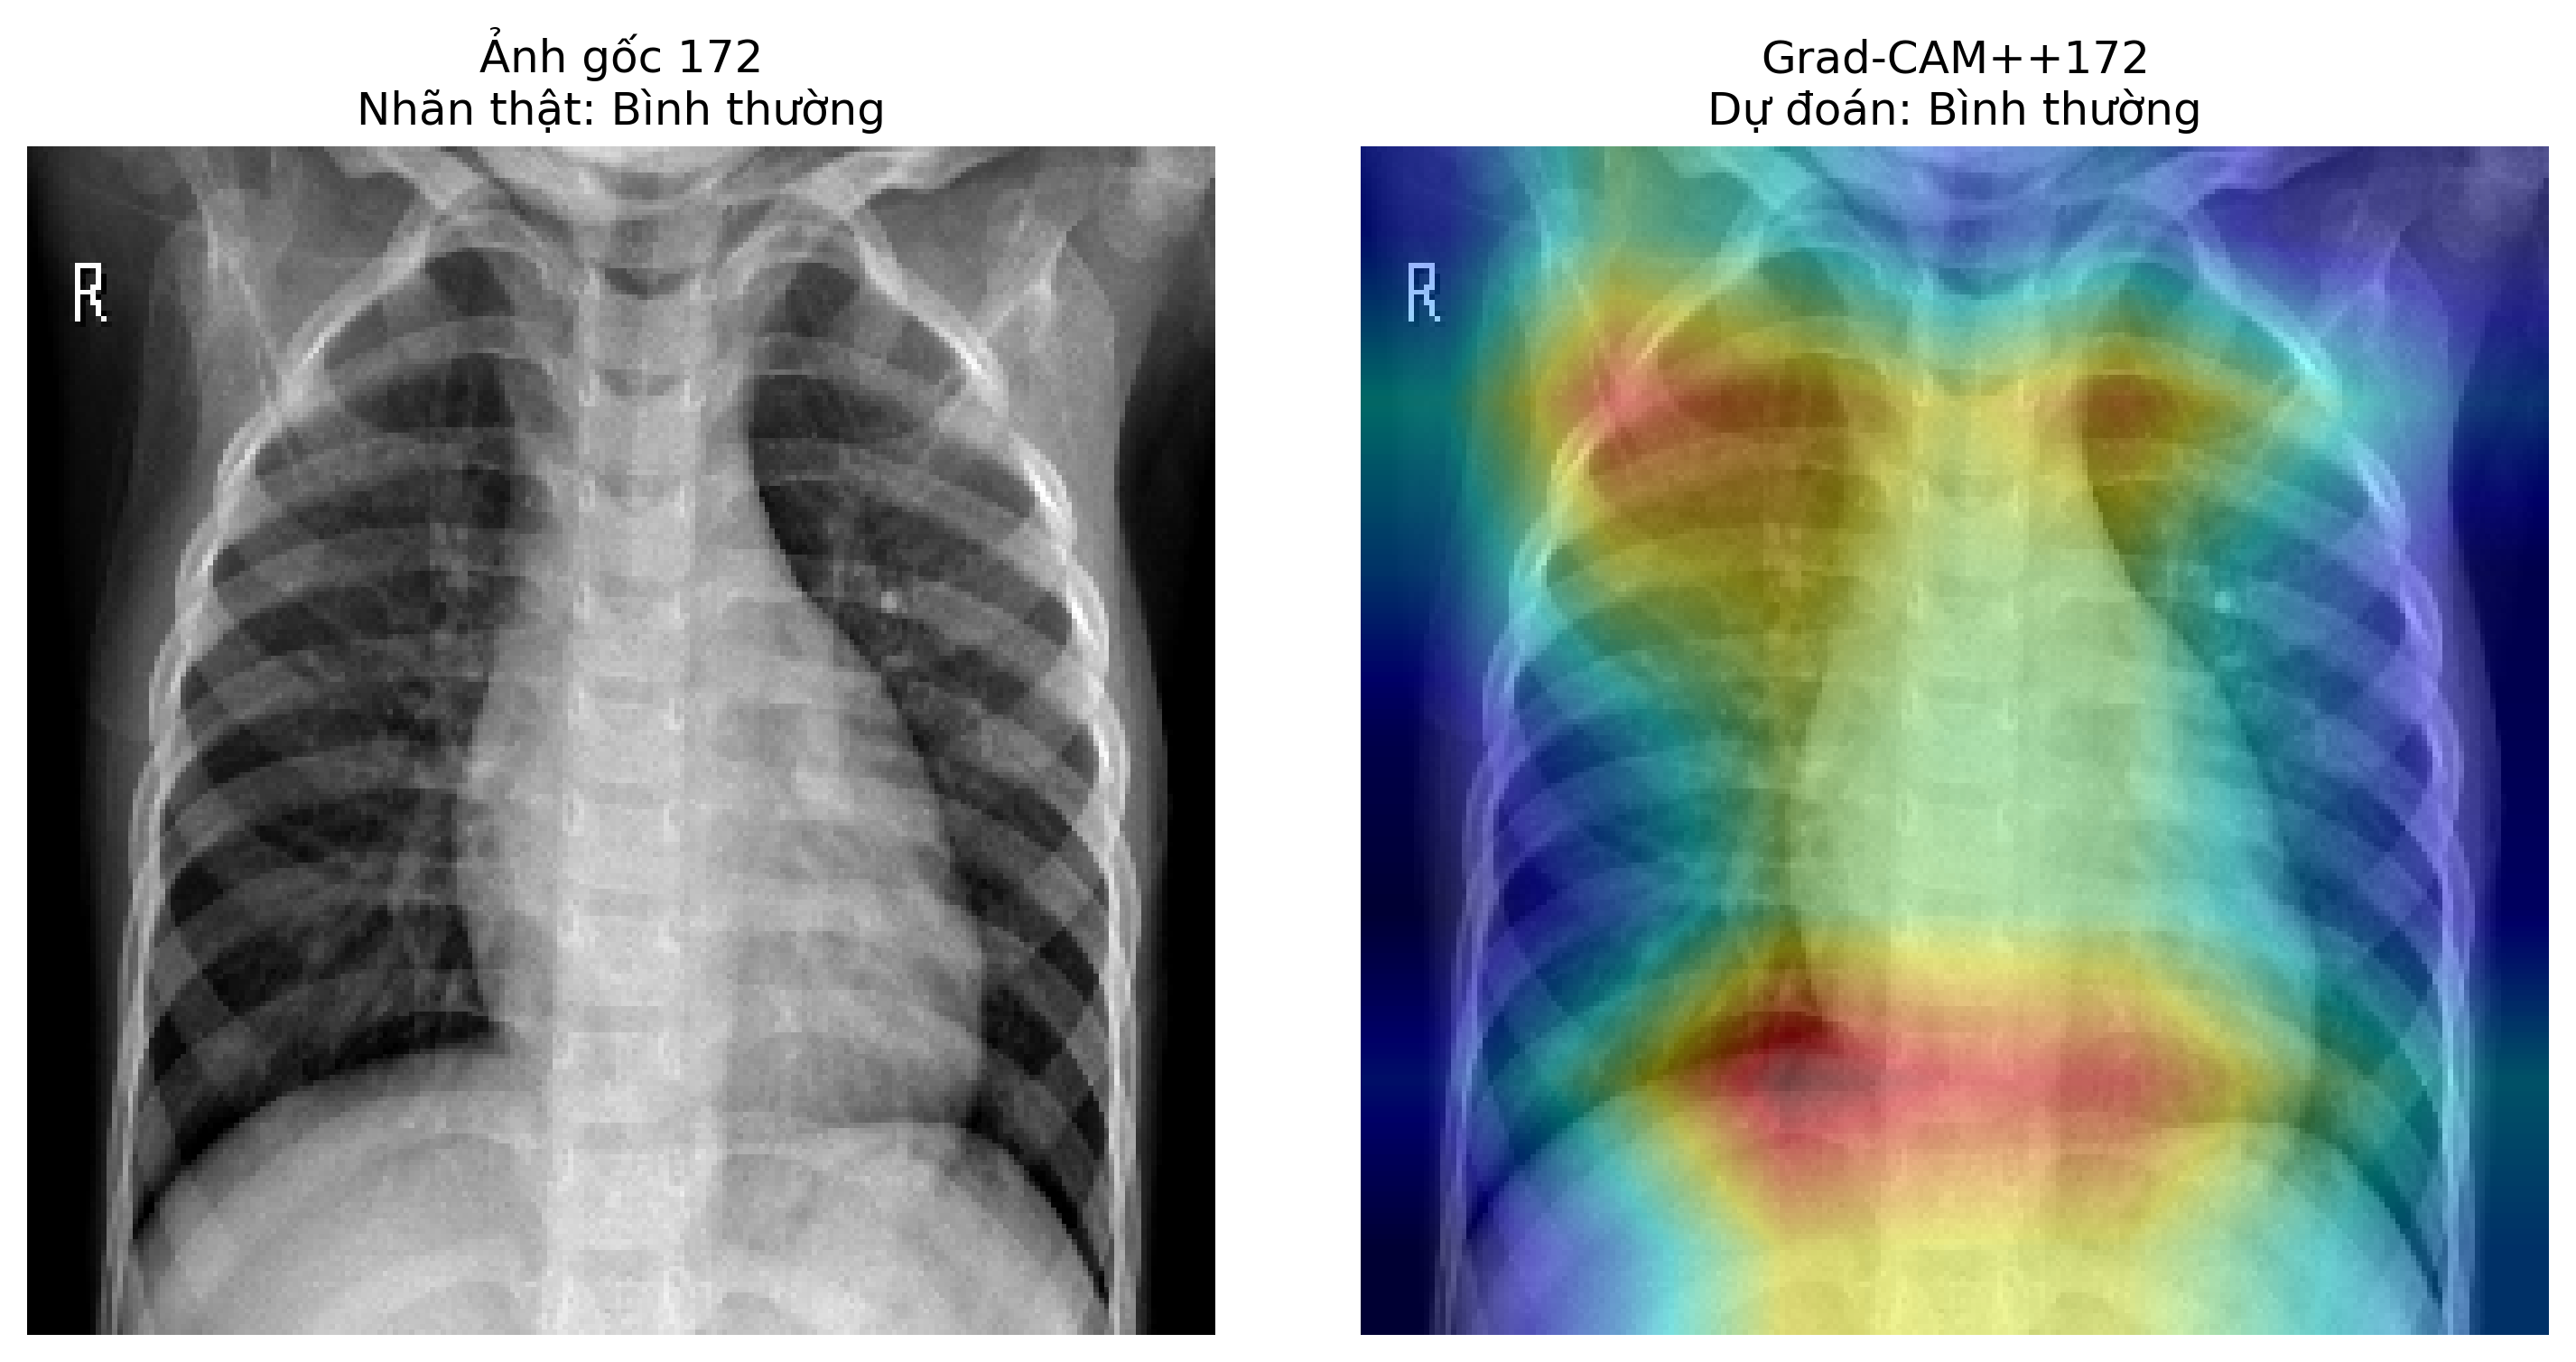 Ảnh gốc 172
Nhãn thật: Bình thường
Grad-CAM++172
Dự đoán: Bình thường
R
R